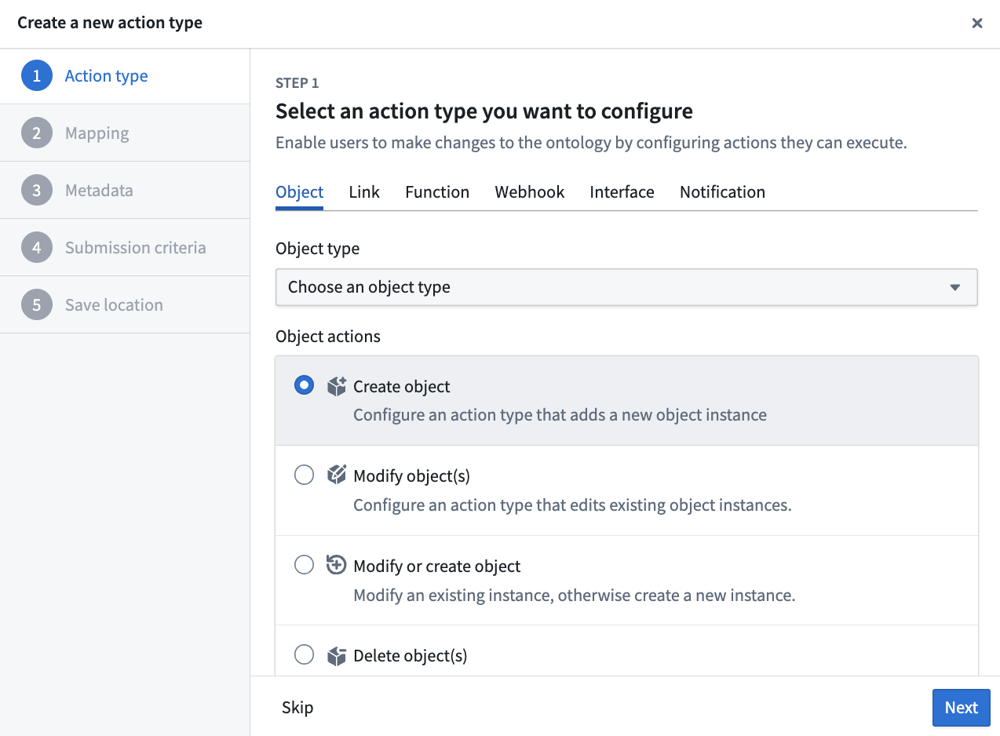 Create a new action type
1 Action type
2 Mapping
3 Metadata
4 Submission criteria
5 Save location
STEP 1
Select an action type you want to configure
Enable users to make changes to the ontology by configuring actions they can execute.
Object Link Function Webhook Interface Notification
Object type
Choose an object type
Object actions
Create object
Configure an action type that adds a new object instance
Modify object(s)
Configure an action type that edits existing object instances.
Modify or create object
Modify an existing instance, otherwise create a new instance.
Delete object(s)
Skip
Next